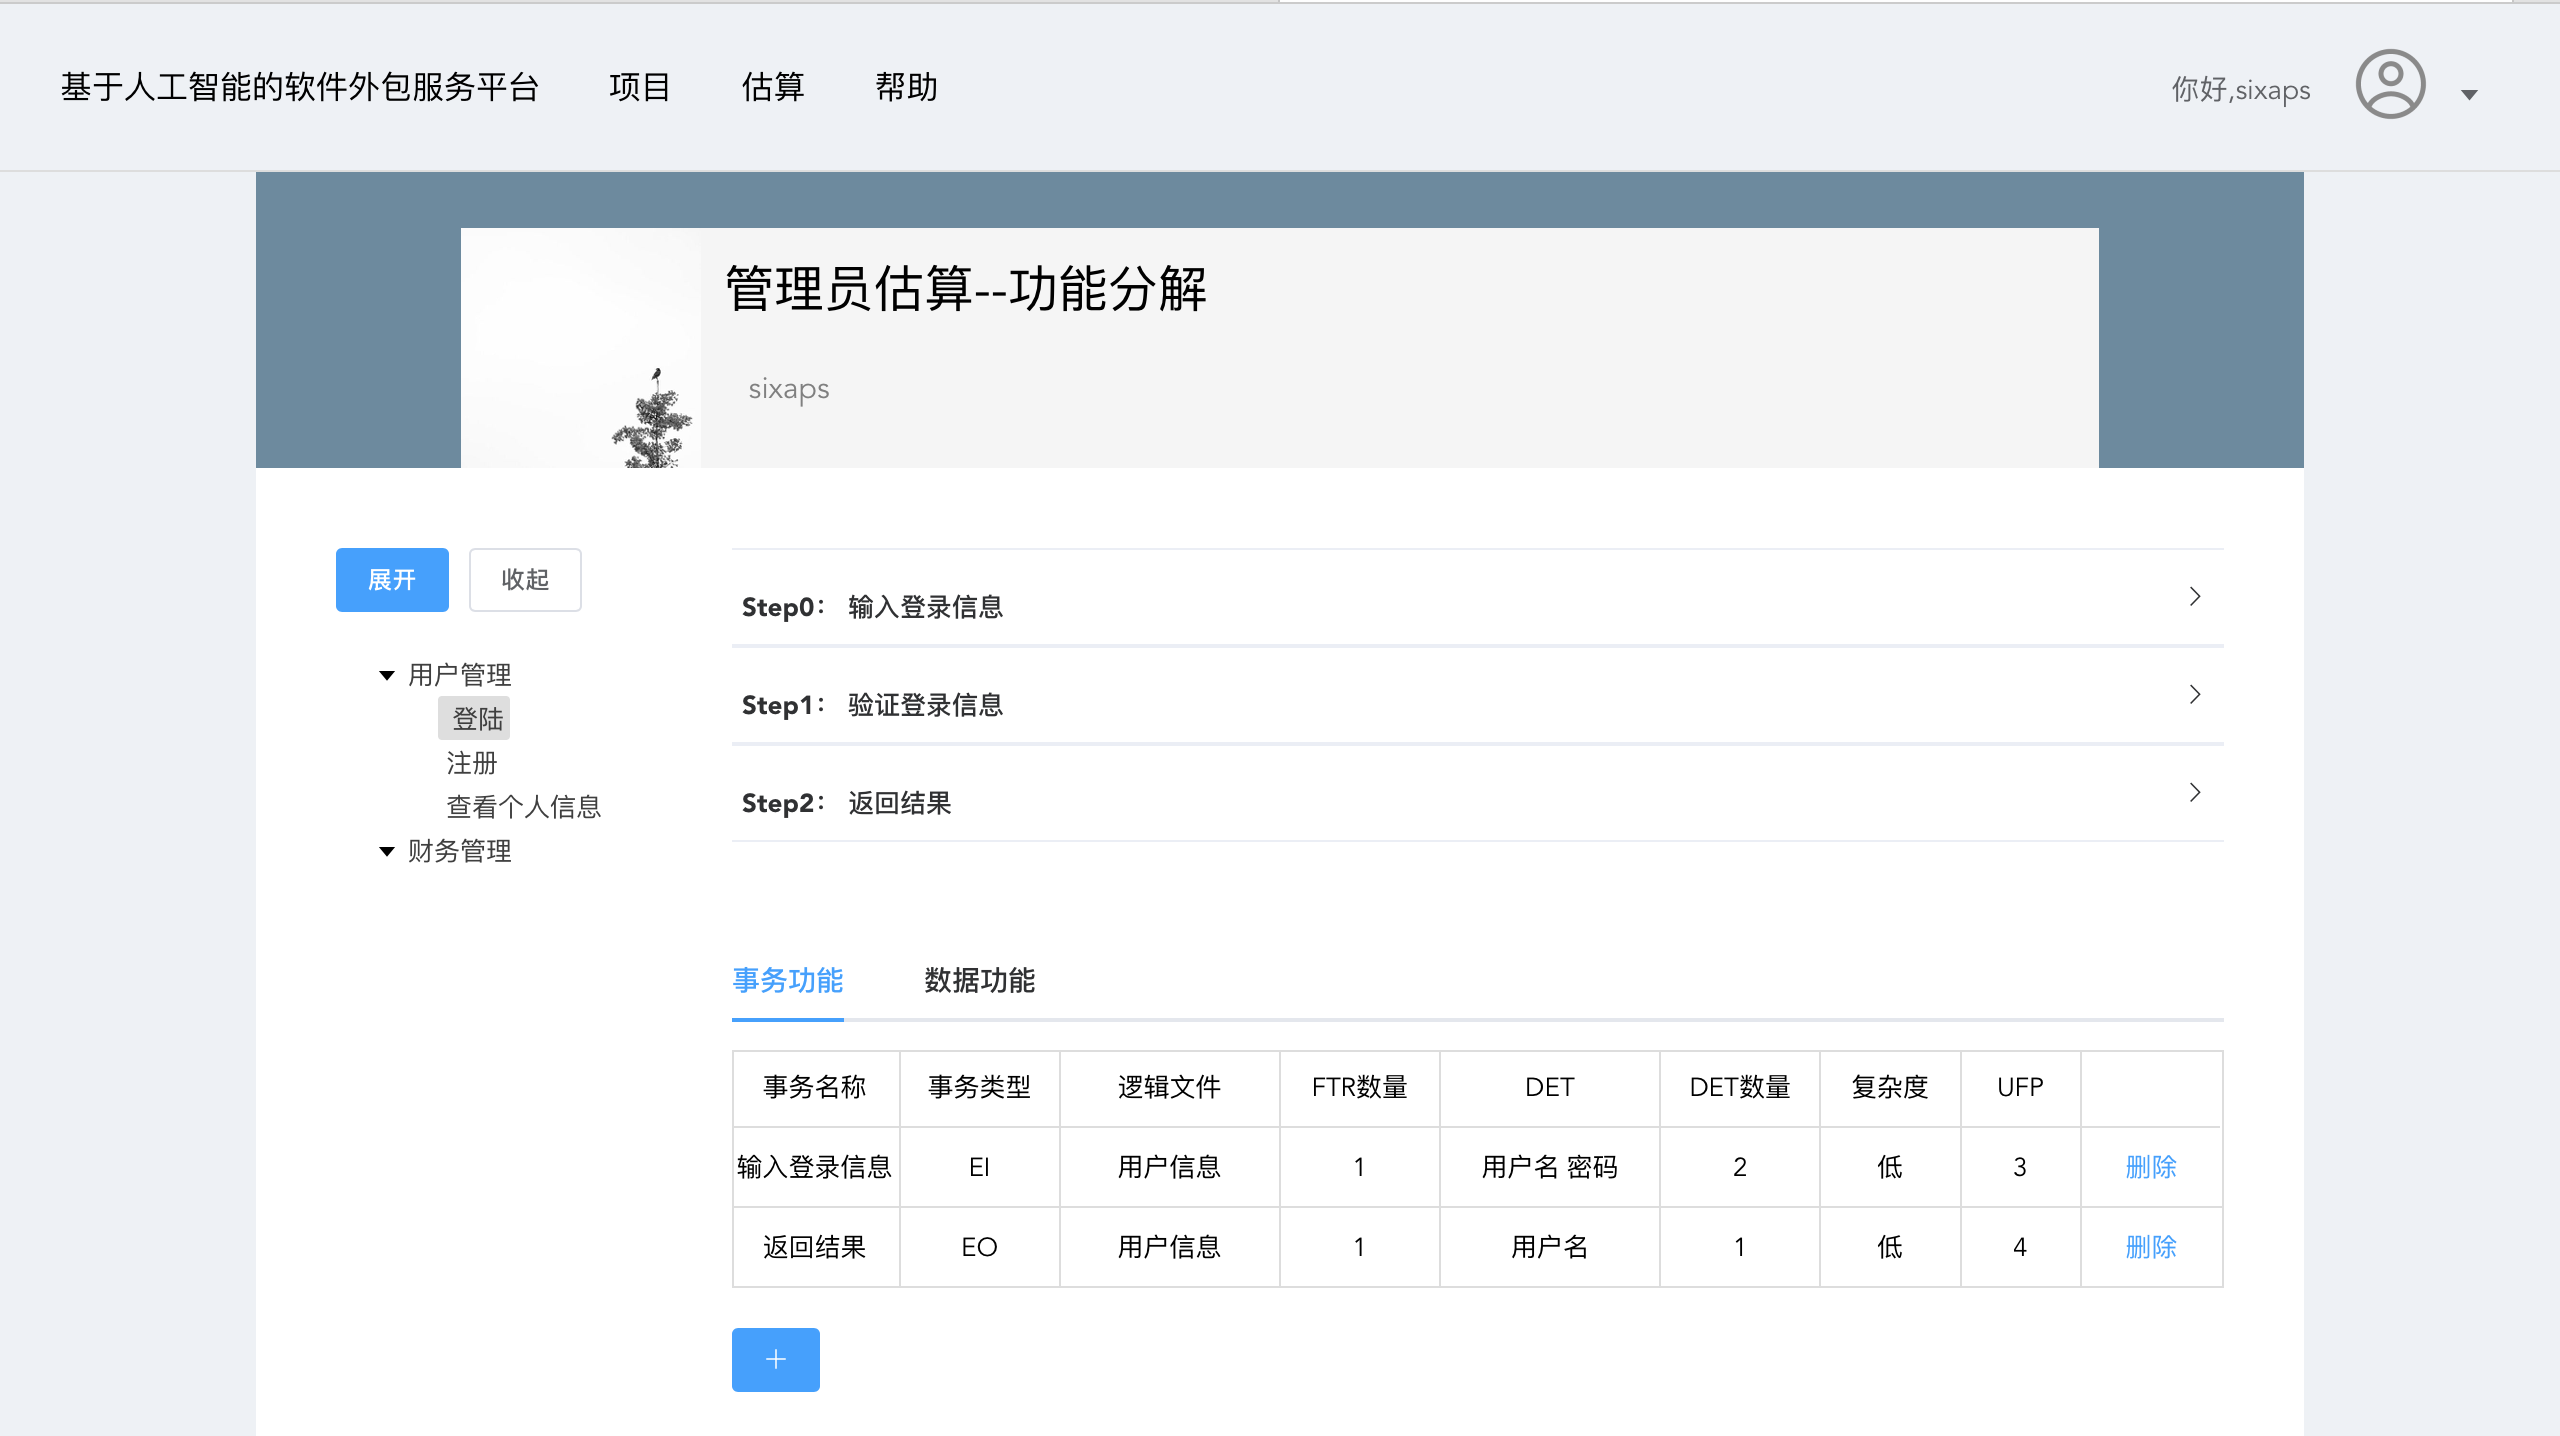 基于人工智能的软件外包服务平台 项目 估算 帮助 你好,sixaps
管理员估算--功能分解
sixaps
展开 收起
用户管理
登陆
注册
查看个人信息
财务管理
Step0： 输入登录信息
Step1： 验证登录信息
Step2： 返回结果
事务功能 数据功能
事务名称 事务类型 逻辑文件 FTR数量 DET DET数量 复杂度 UFP
输入登录信息 EI 用户信息 1 用户名 密码 2 低 3 删除
返回结果 EO 用户信息 1 用户名 1 低 4 删除